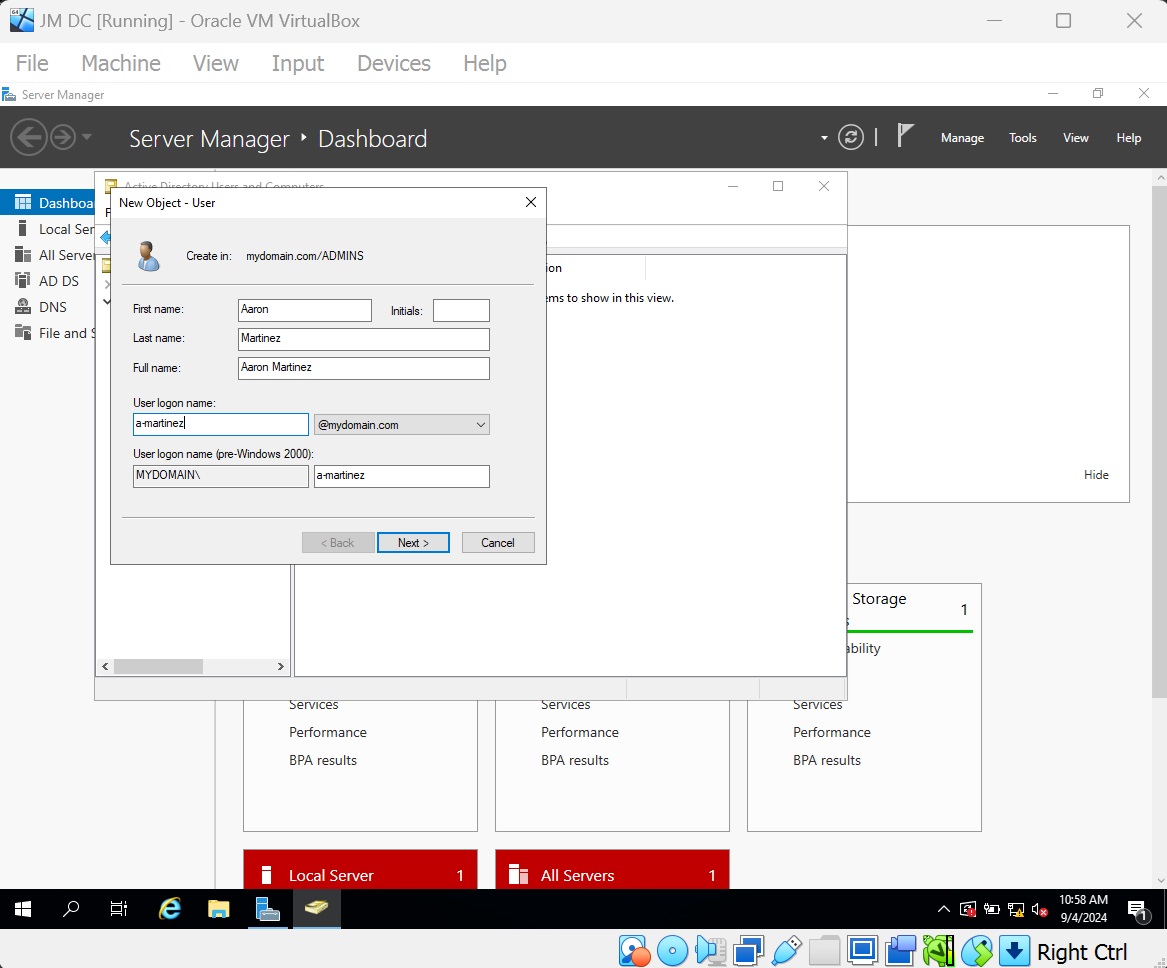 JM DC [Running] - Oracle VM VirtualBox
File Machine View Input Devices Help
Server Manager
Server Manager ‣ Dashboard
Manage Tools View Help
Active Directory Users and Computers
Dashboa
Local Ser
All Server
AD DS
DNS
File and S
New Object - User
Create in: mydomain.com/ADMINS
First name: Aaron Initials:
Last name: Martinez
Full name: Aaron Martinez
User logon name:
a-martinez @mydomain.com
User logon name (pre-Windows 2000):
MYDOMAIN\ a-martinez
< Back Next > Cancel
ion
ems to show in this view.
Hide
Storage 1
ability
Services Services Services
Performance Performance Performance
BPA results BPA results BPA results
Local Server 1 All Servers 1
10:58 AM
9/4/2024
1
Right Ctrl